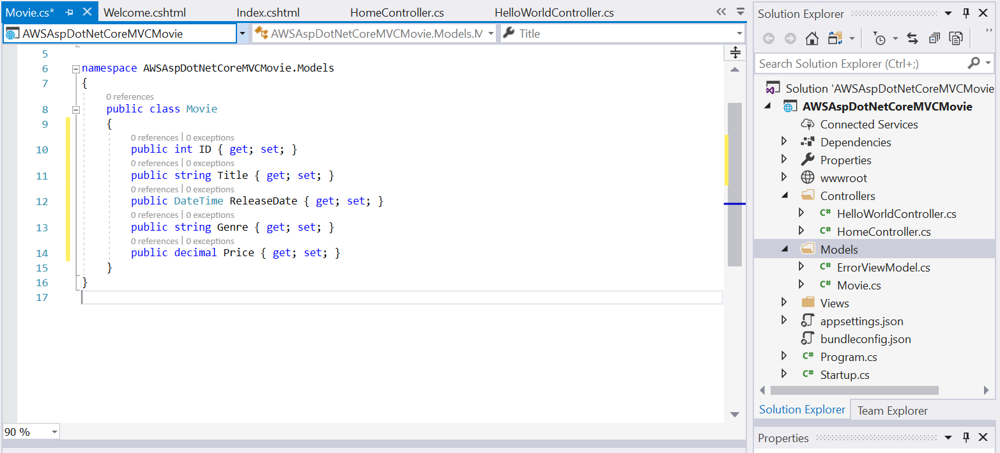 Movie.cs*
Welcome.cshtml
Index.cshtml
HomeController.cs
HelloWorldController.cs
AWSAspDotNetCoreMVCMovie
AWSAspDotNetCoreMVCMovie.Models.M
Title
5
6 namespace AWSAspDotNetCoreMVCMovie.Models
7 {
0 references
8 public class Movie
9 {
0 references | 0 exceptions
10 public int ID { get; set; }
0 references | 0 exceptions
11 public string Title { get; set; }
0 references | 0 exceptions
12 public DateTime ReleaseDate { get; set; }
0 references | 0 exceptions
13 public string Genre { get; set; }
0 references | 0 exceptions
14 public decimal Price { get; set; }
15 }
16 }
17
90 %
Solution Explorer
Search Solution Explorer (Ctrl+;)
Solution 'AWSAspDotNetCoreMVCMovie
AWSAspDotNetCoreMVCMovie
Connected Services
Dependencies
Properties
wwwroot
Controllers
C# HelloWorldController.cs
C# HomeController.cs
Models
C# ErrorViewModel.cs
C# Movie.cs
Views
appsettings.json
bundleconfig.json
C# Program.cs
C# Startup.cs
Solution Explorer
Team Explorer
Properties